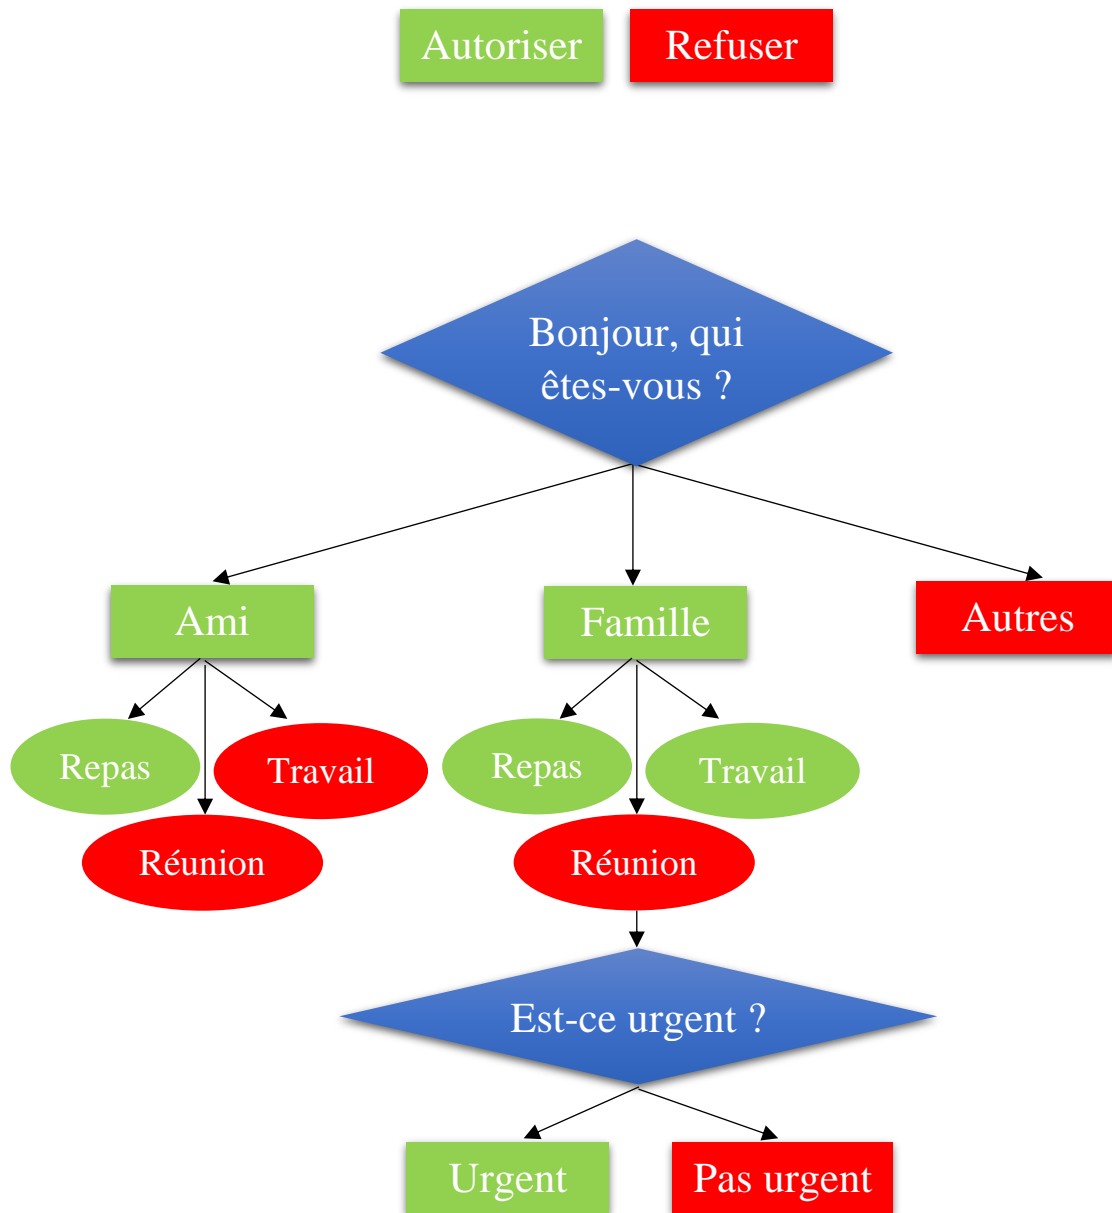 Autoriser
Refuser
Bonjour, qui
êtes-vous ?
Ami
Famille
Autres
Repas
Travail
Réunion
Repas
Travail
Réunion
Est-ce urgent ?
Urgent
Pas urgent